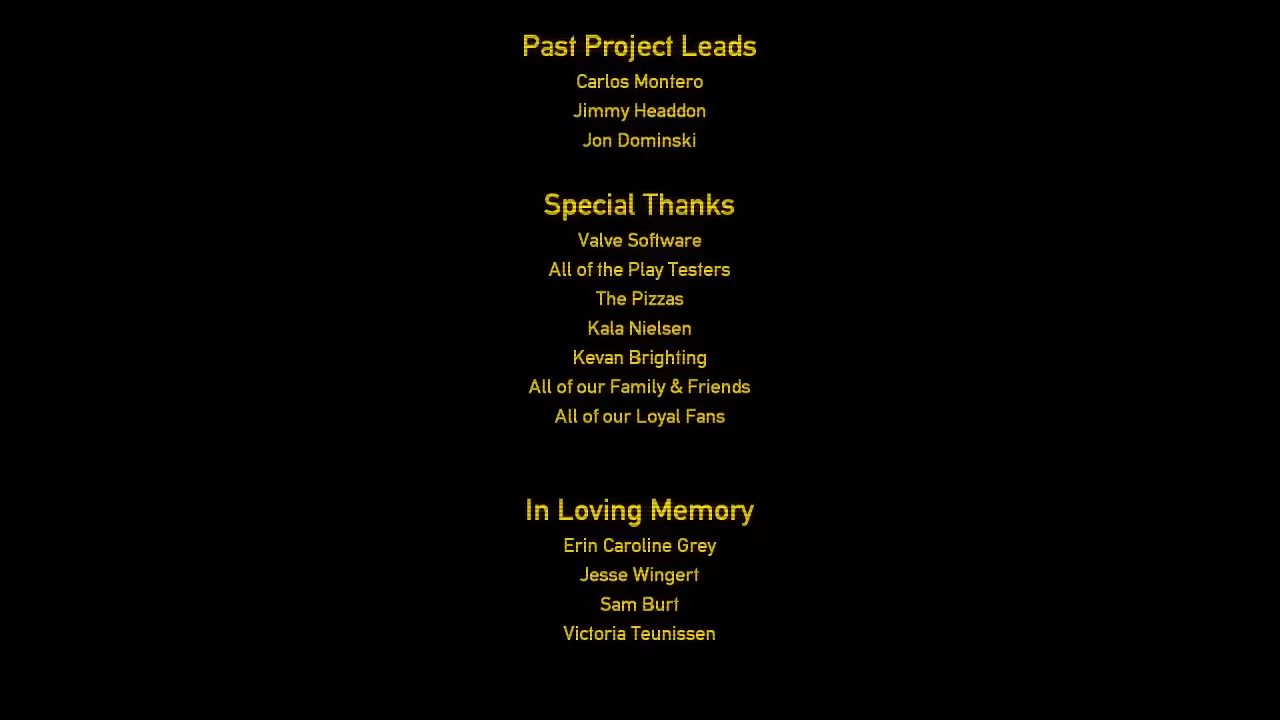 Past Project Leads
Carlos Montero
Jimmy Headdon
Jon Dominski
Special Thanks
Valve Software
All of the Play Testers
The Pizzas
Kala Nielsen
Kevan Brighting
All of our Family & Friends
All of our Loyal Fans
In Loving Memory
Erin Caroline Grey
Jesse Wingert
Sam Burt
Victoria Teunissen